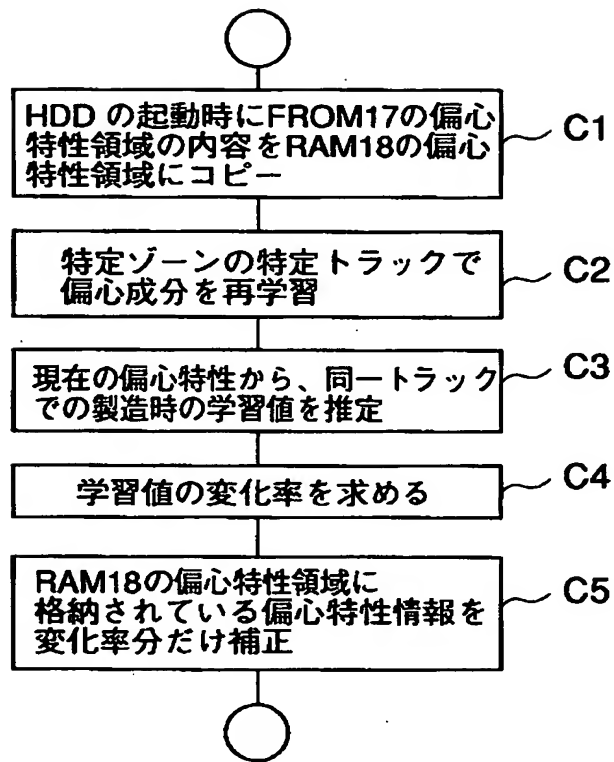 HDD の起動時にFROM17の偏心
特性領域の内容をRAM18の偏心
特性領域にコピー
C1
特定ゾーンの特定トラックで
偏心成分を再学習
C2
現在の偏心特性から、同一トラック
での製造時の学習値を推定
C3
学習値の変化率を求める
C4
RAM18の偏心特性領域に
格納されている偏心特性情報を
変化率分だけ補正
C5